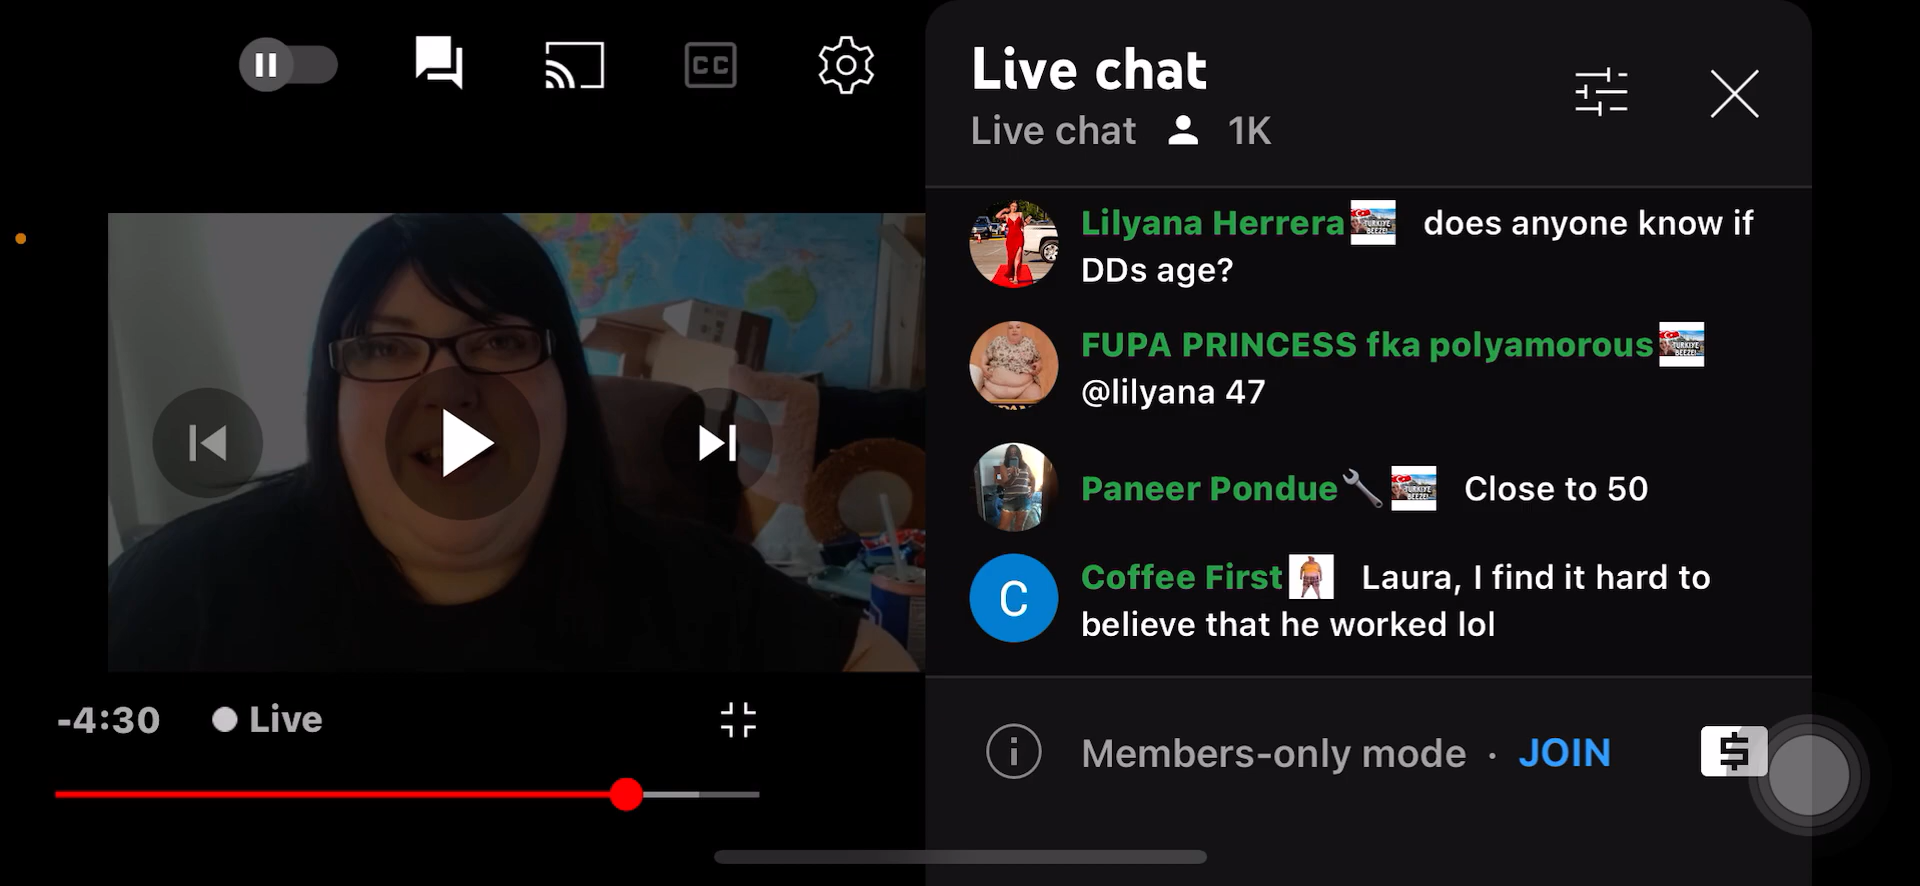 CC
Live chat
Live chat 1K
Lilyana Herrera does anyone know if
DDs age?
FUPA PRINCESS fka polyamorous
@lilyana 47
Paneer Pondue Close to 50
C
Coffee First Laura, I find it hard to
believe that he worked lol
-4:30 Live
Members-only mode · JOIN
$